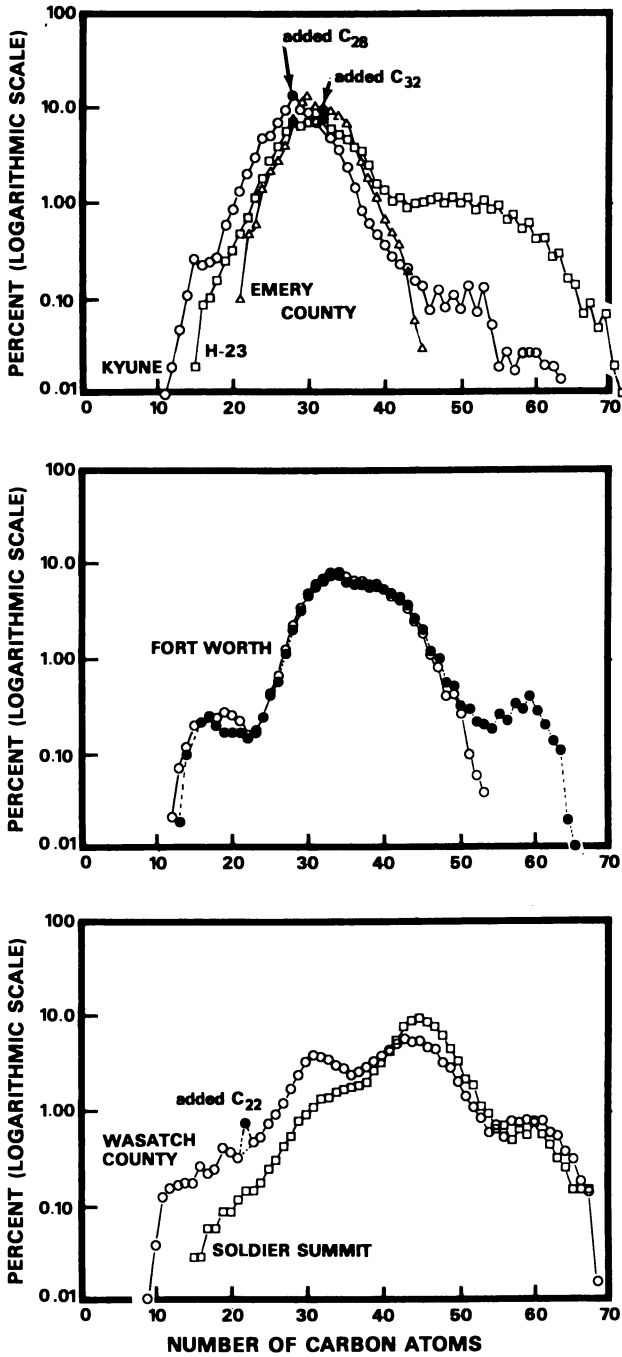 PERCENT (LOGARITHMIC SCALE)
100
10.0
1.00
0.10
0.01
added C28
added C32
EMERY
COUNTY
H-23
KYUNE
0 10 20 30 40 50 60 70
PERCENT (LOGARITHMIC SCALE)
100
10.0
1.00
0.10
0.01
FORT WORTH
0 10 20 30 40 50 60 70
PERCENT (LOGARITHMIC SCALE)
100
10.0
1.00
0.10
0.01
added C22
WASATCH
COUNTY
SOLDIER SUMMIT
0 10 20 30 40 50 60 70
NUMBER OF CARBON ATOMS